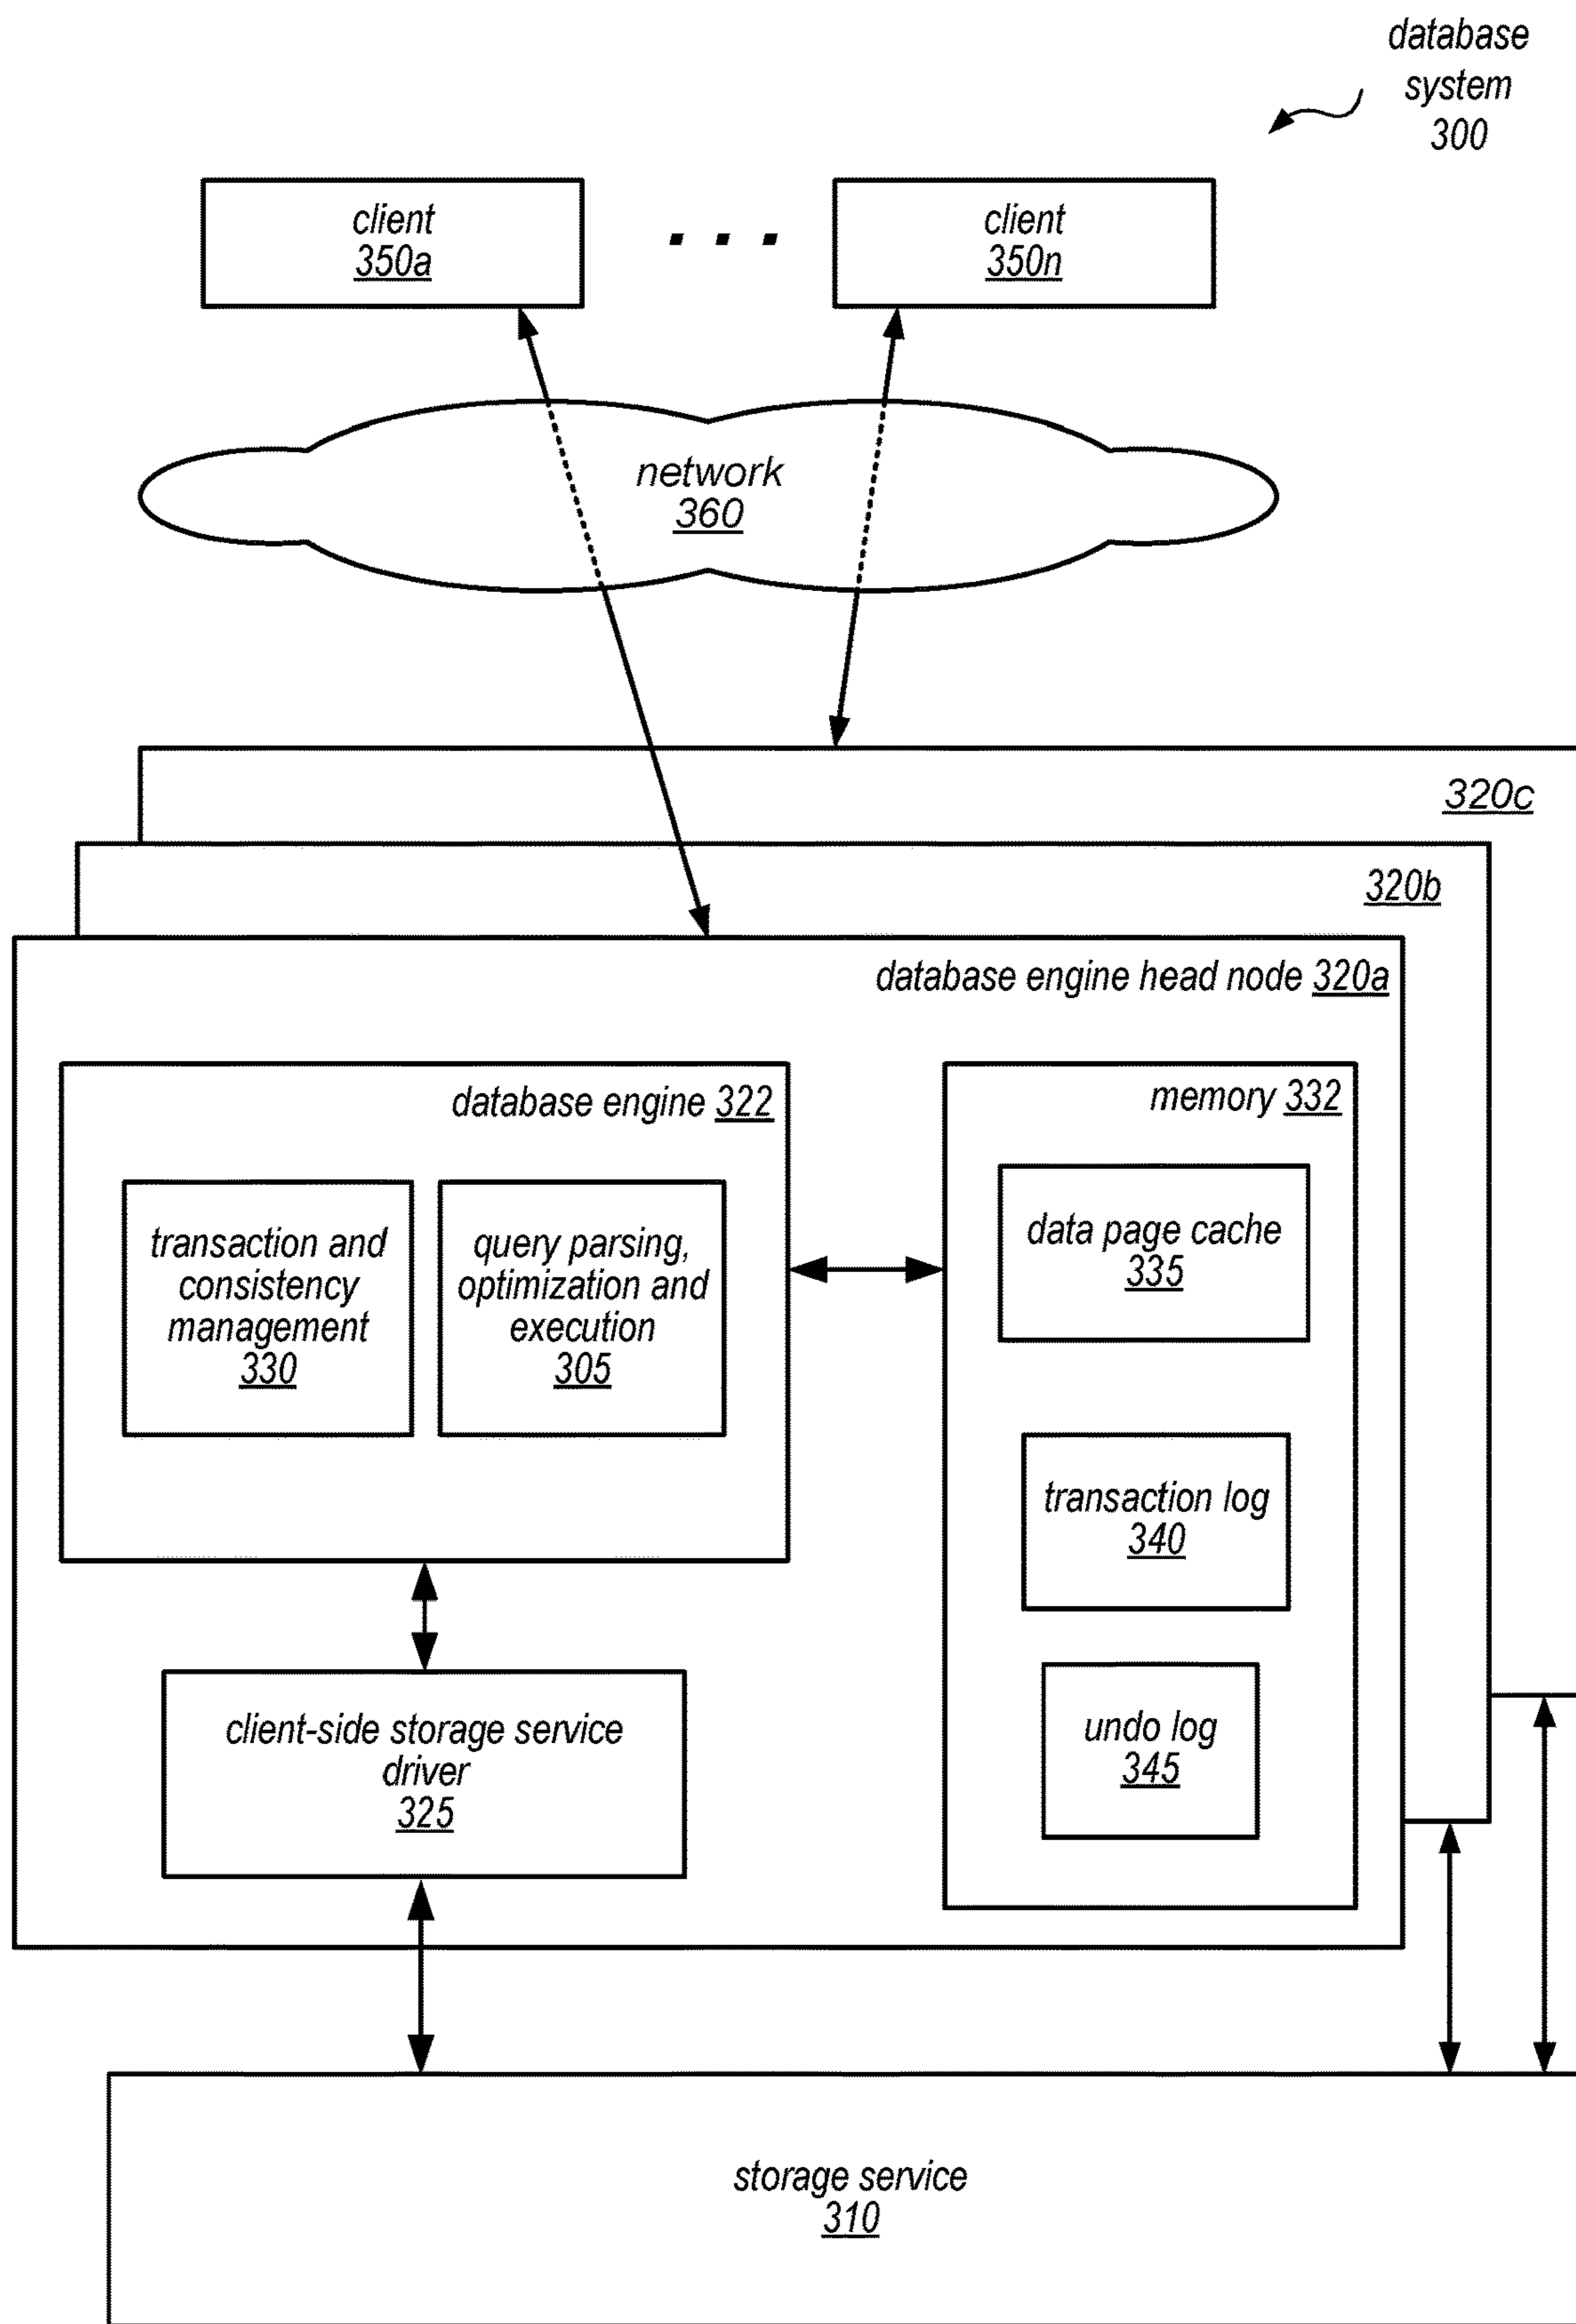 database
system
300
client
350a
. . .
client
350n
network
360
320c
320b
database engine head node 320a
database engine 322
transaction and
consistency
management
330
query parsing,
optimization and
execution
305
memory 332
data page cache
335
transaction log
340
undo log
345
client-side storage service
driver
325
storage service
310